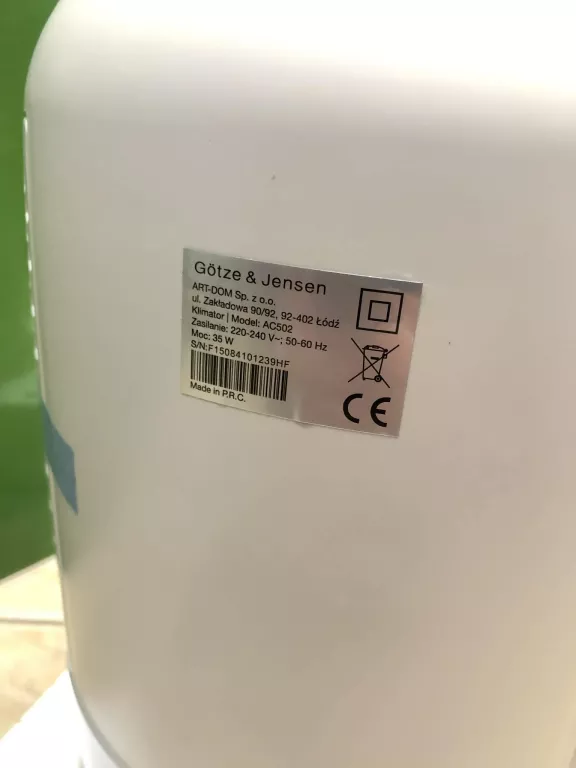 Götze & Jensen
ART-DOM Sp. z o.o.
ul. Zakładowa 90/92, 92-402 Łódź
Klimator | Model: AC502
Zasilanie: 220-240 V~; 50-60 Hz
Moc: 35 W
S/N:F15084101239HF
Made in P.R.C.
CE